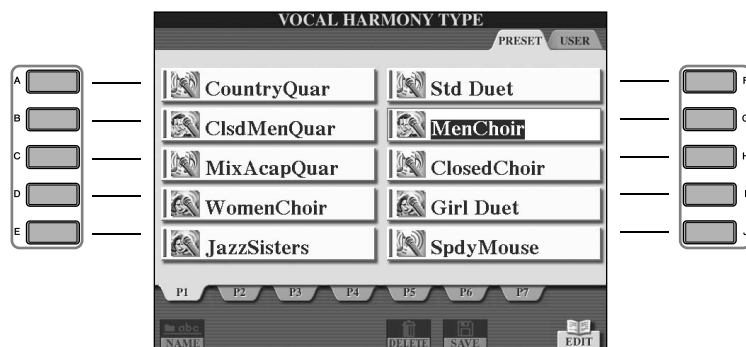 VOCAL HARMONY TYPE
PRESET USER
A CountryQuar Std Duet F
B ClsdMenQuar MenChoir G
C MixAcapQuar ClosedChoir H
D WomenChoir Girl Duet I
E JazzSisters SpdyMouse J
P1 P2 P3 P4 P5 P6 P7
abc
NAME DELETE SAVE EDIT